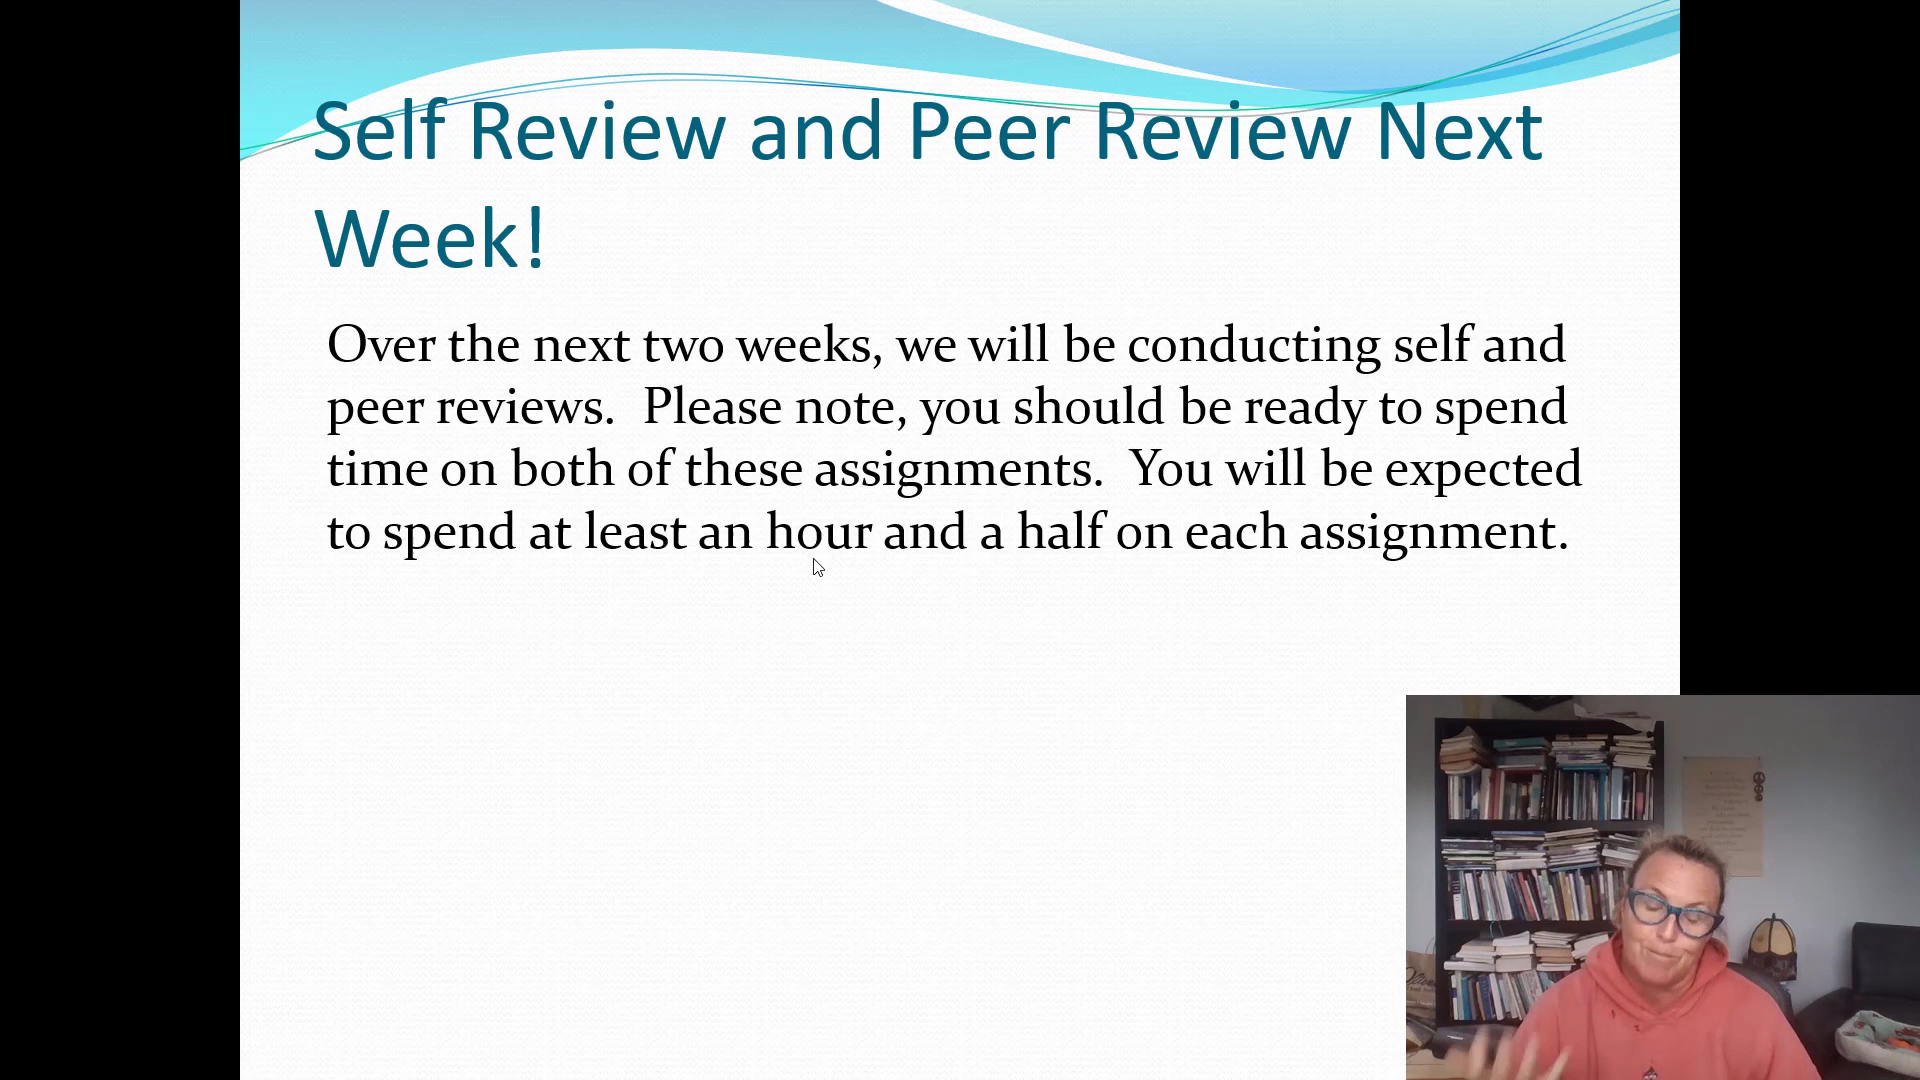 Self Review and Peer Review Next
Week!
Over the next two weeks, we will be conducting self and
peer reviews.  Please note, you should be ready to spend
time on both of these assignments.  You will be expected
to spend at least an hour and a half on each assignment.